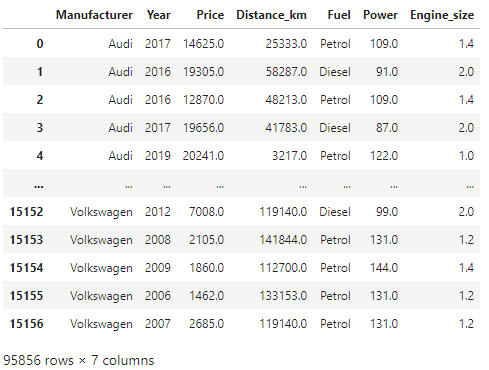 Manufacturer Year Price Distance_km Fuel Power Engine_size
0 Audi 2017 14625.0 25333.0 Petrol 109.0 1.4
1 Audi 2016 19305.0 58287.0 Diesel 91.0 2.0
2 Audi 2016 12870.0 48213.0 Petrol 109.0 1.4
3 Audi 2017 19656.0 41783.0 Diesel 87.0 2.0
4 Audi 2019 20241.0 3217.0 Petrol 122.0 1.0
... ... ... ... ... ... ... ...
15152 Volkswagen 2012 7008.0 119140.0 Diesel 99.0 2.0
15153 Volkswagen 2008 2105.0 141844.0 Petrol 131.0 1.2
15154 Volkswagen 2009 1860.0 112700.0 Petrol 144.0 1.4
15155 Volkswagen 2006 1462.0 133153.0 Petrol 131.0 1.2
15156 Volkswagen 2007 2685.0 119140.0 Petrol 131.0 1.2
95856 rows × 7 columns